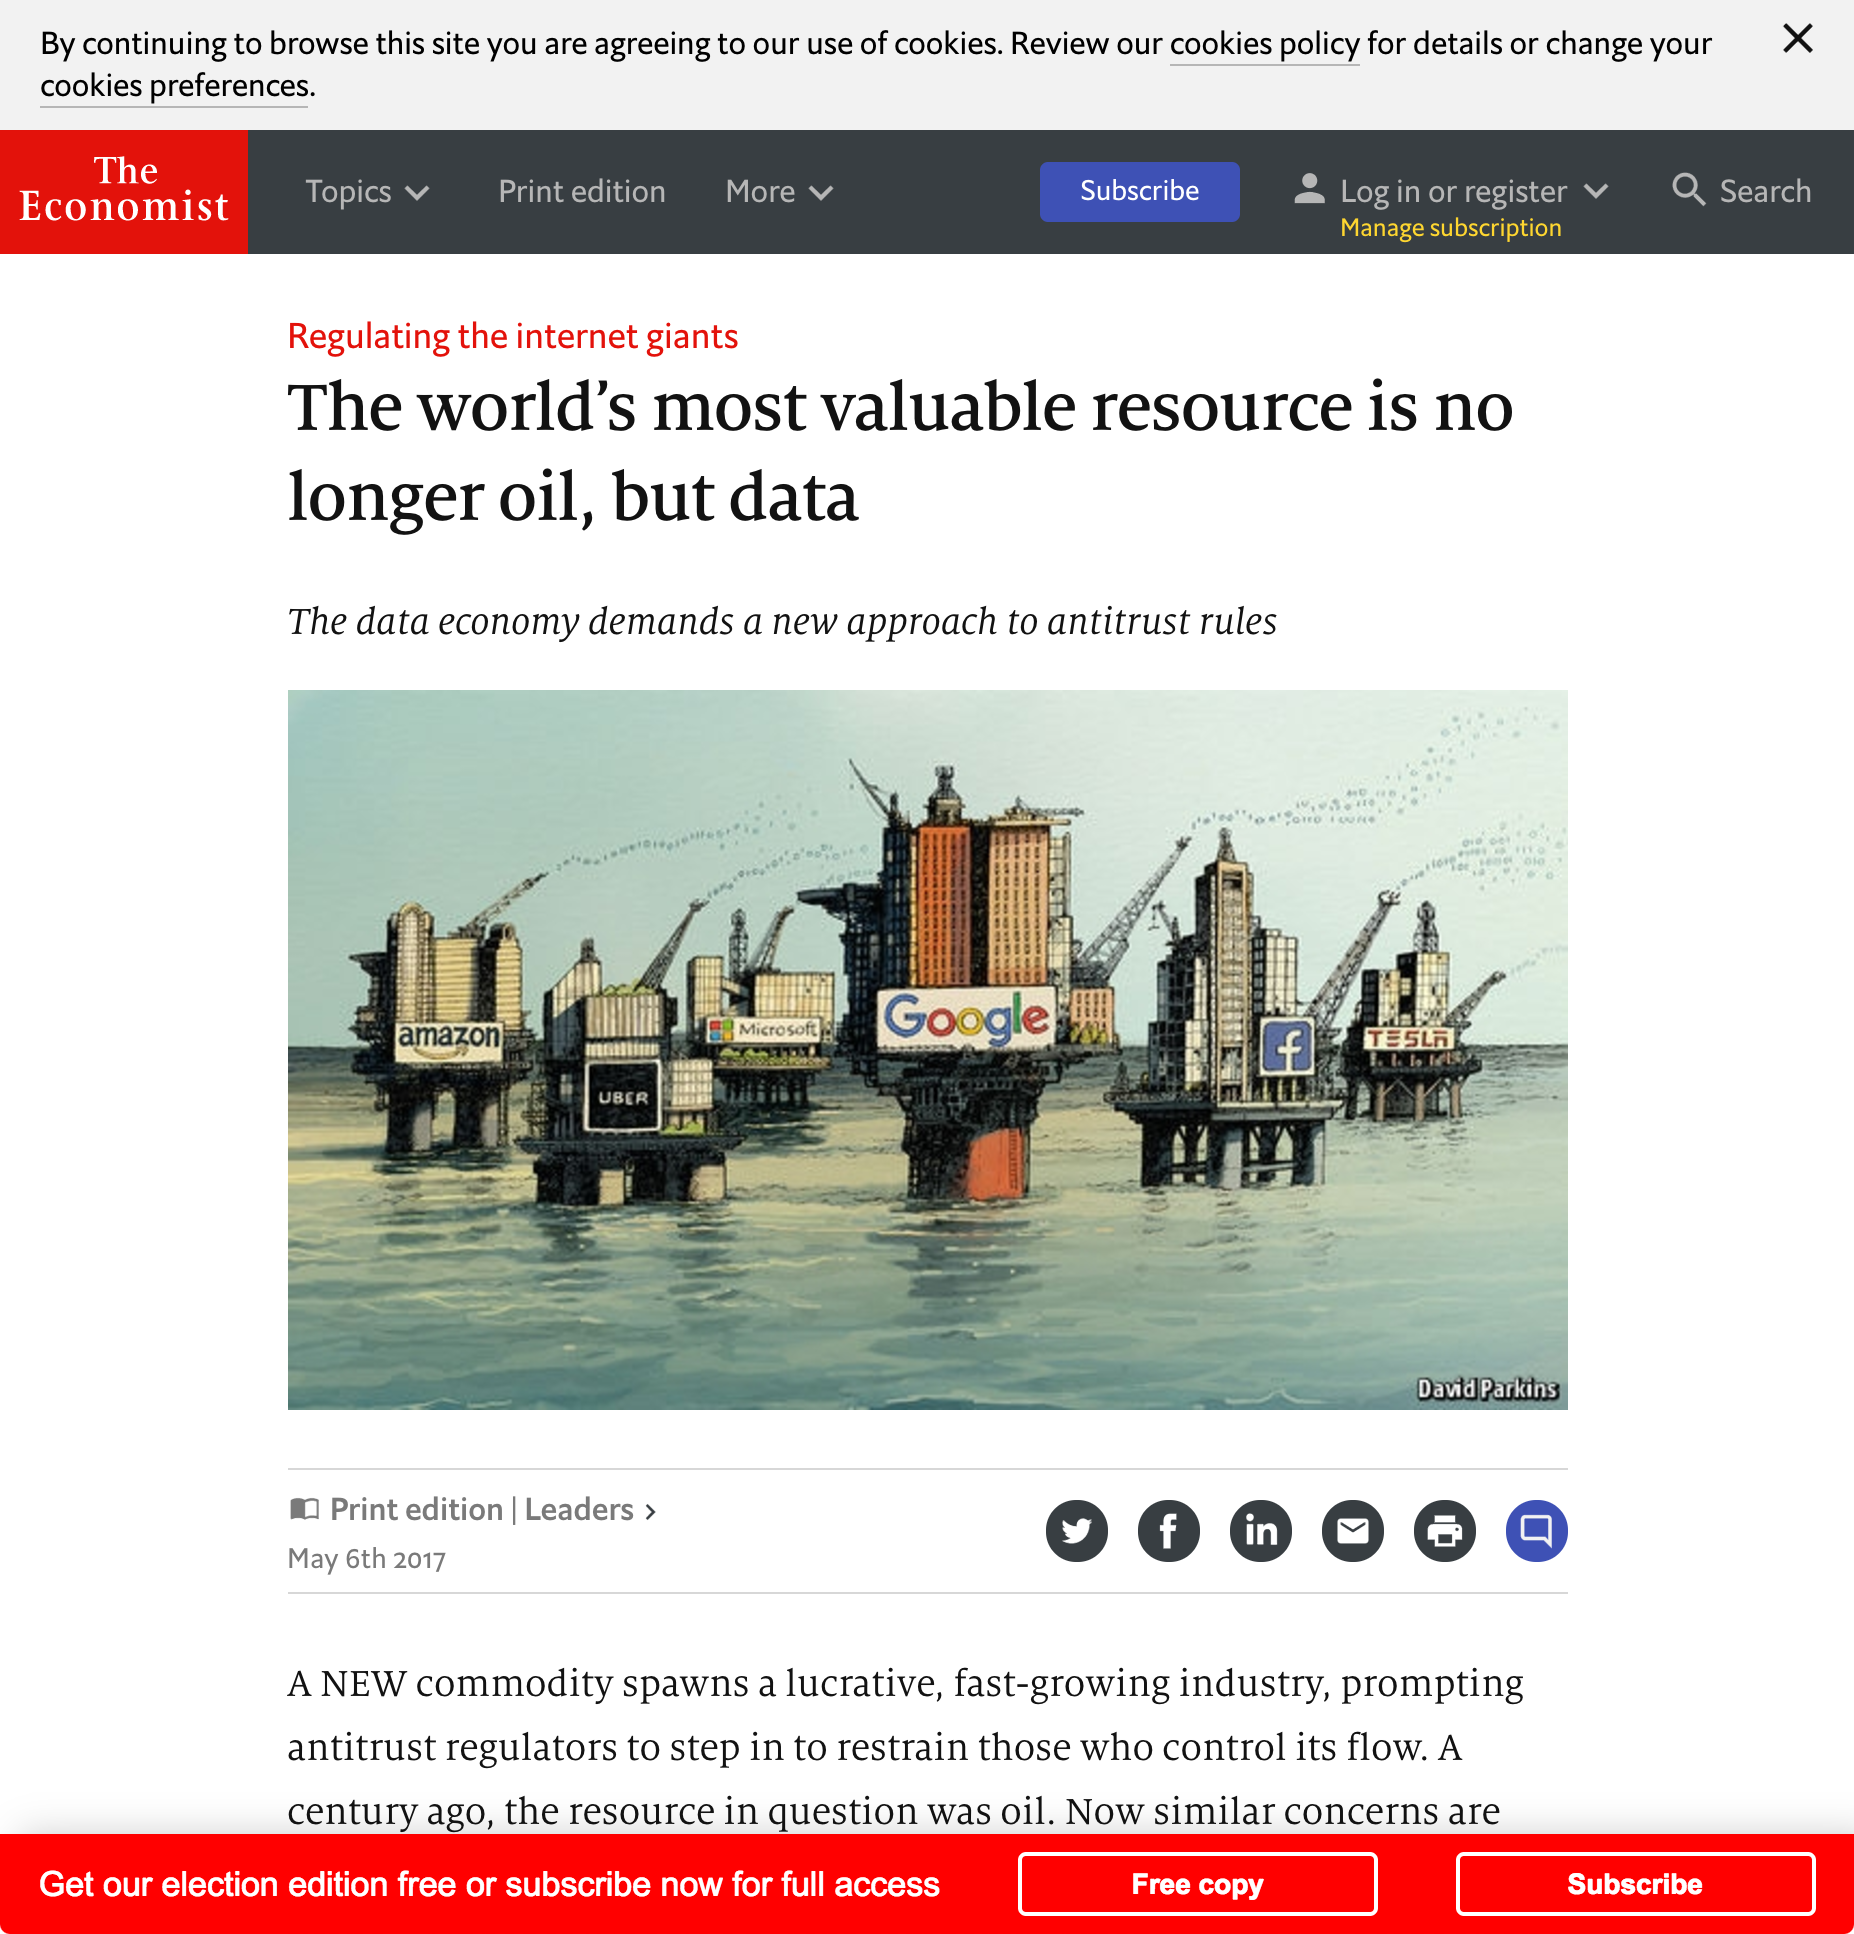 By continuing to browse this site you are agreeing to our use of cookies. Review our cookies policy for details or change your
cookies preferences.
The
Economist
Topics
Print edition
More
Subscribe
Log in or register
Manage subscription
Search
Regulating the internet giants
The world’s most valuable resource is no
longer oil, but data
The data economy demands a new approach to antitrust rules
amazon
UBER
Microsoft
Google
f
TESLA
David Parkins
Print edition | Leaders
May 6th 2017
A NEW commodity spawns a lucrative, fast-growing industry, prompting
antitrust regulators to step in to restrain those who control its flow. A
century ago, the resource in question was oil. Now similar concerns are
Get our election edition free or subscribe now for full access
Free copy
Subscribe